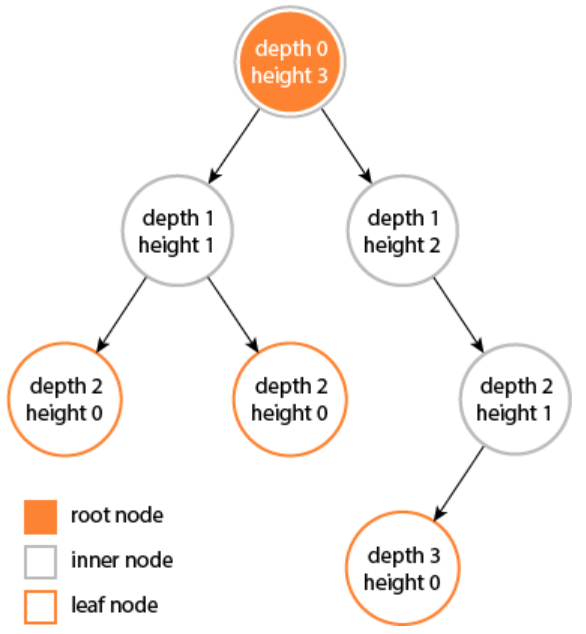 depth 0
height 3
depth 1
height 1
depth 1
height 2
depth 2
height 0
depth 2
height 0
depth 2
height 1
depth 3
height 0
root node
inner node
leaf node